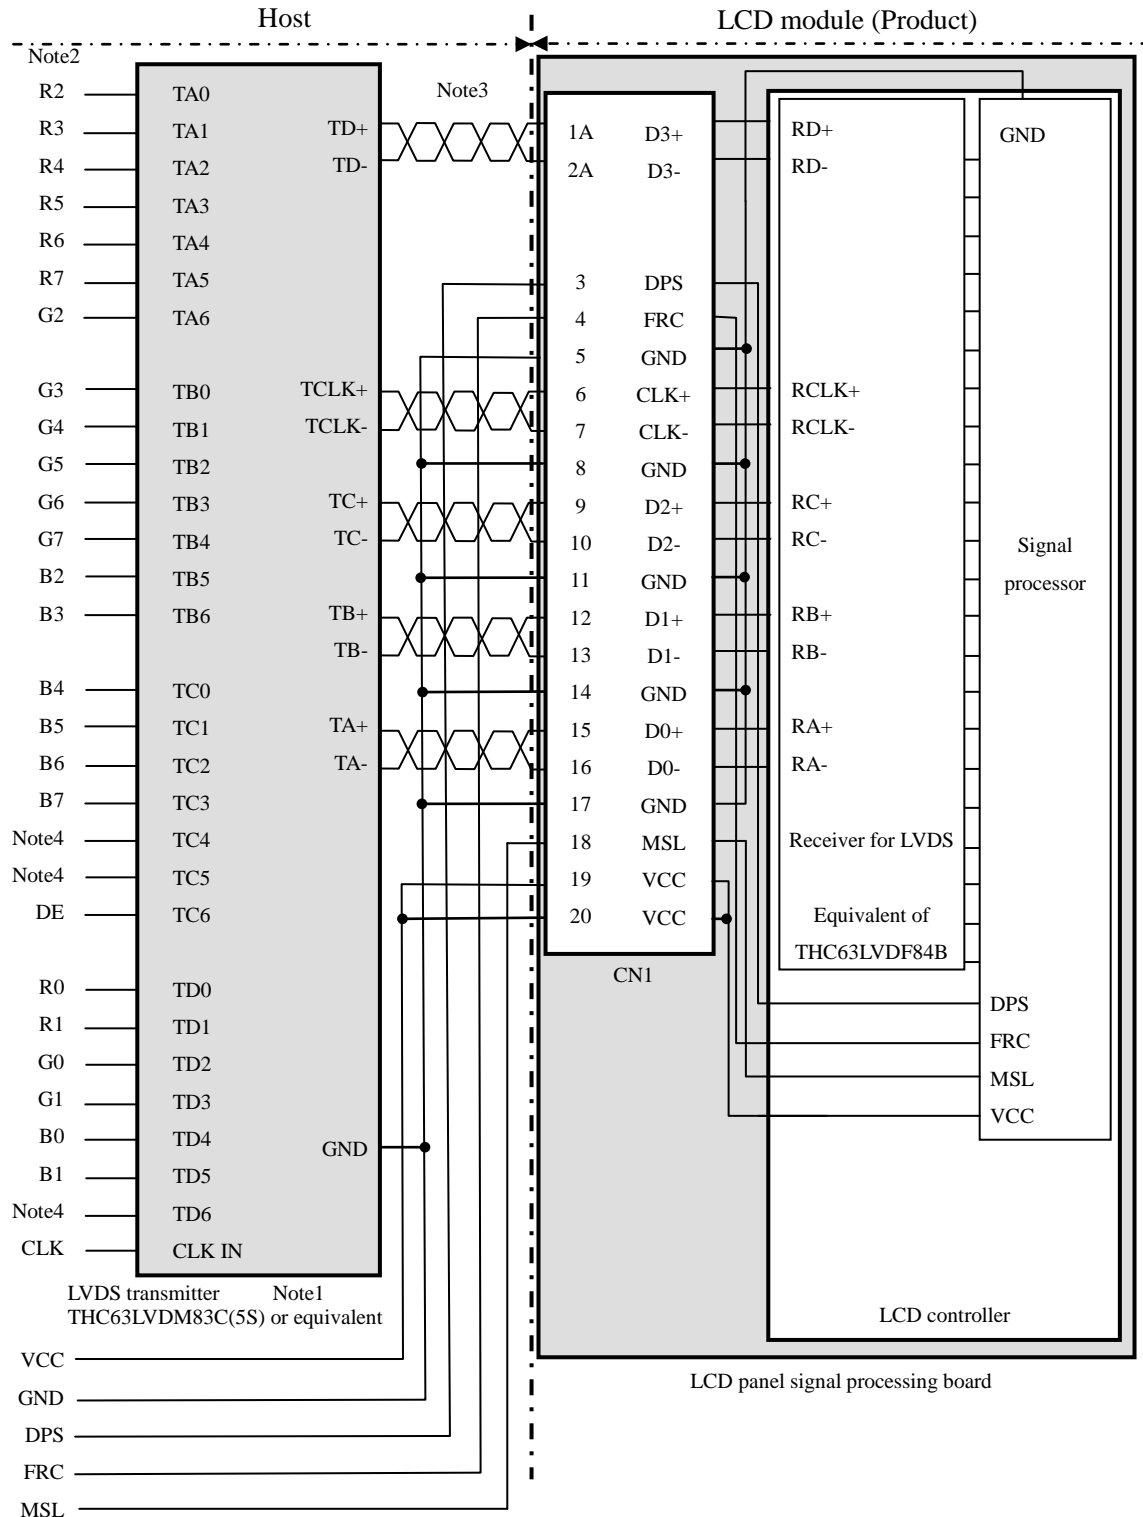 Host
LCD module (Product)
Note2
Note3
R2 TA0
R3 TA1 TD+ 1A D3+ RD+ GND
R4 TA2 TD- 2A D3- RD-
R5 TA3
R6 TA4
R7 TA5 3 DPS
G2 TA6 4 FRC
5 GND
G3 TB0 TCLK+ 6 CLK+ RCLK+
G4 TB1 TCLK- 7 CLK- RCLK-
G5 TB2 8 GND
G6 TB3 TC+ 9 D2+ RC+
G7 TB4 TC- 10 D2- RC- Signal
B2 TB5 11 GND processor
B3 TB6 TB+ 12 D1+ RB+
TB- 13 D1- RB-
B4 TC0 14 GND
B5 TC1 TA+ 15 D0+ RA+
B6 TC2 TA- 16 D0- RA-
B7 TC3 17 GND
Note4 TC4 18 MSL Receiver for LVDS
Note4 TC5 19 VCC
DE TC6 20 VCC Equivalent of
THC63LVDF84B
CN1
R0 TD0 DPS
R1 TD1 FRC
G0 TD2 MSL
G1 TD3 VCC
B0 TD4 GND
B1 TD5
Note4 TD6
CLK CLK IN
LVDS transmitter Note1
THC63LVDM83C(5S) or equivalent
LCD controller
VCC
LCD panel signal processing board
GND
DPS
FRC
MSL